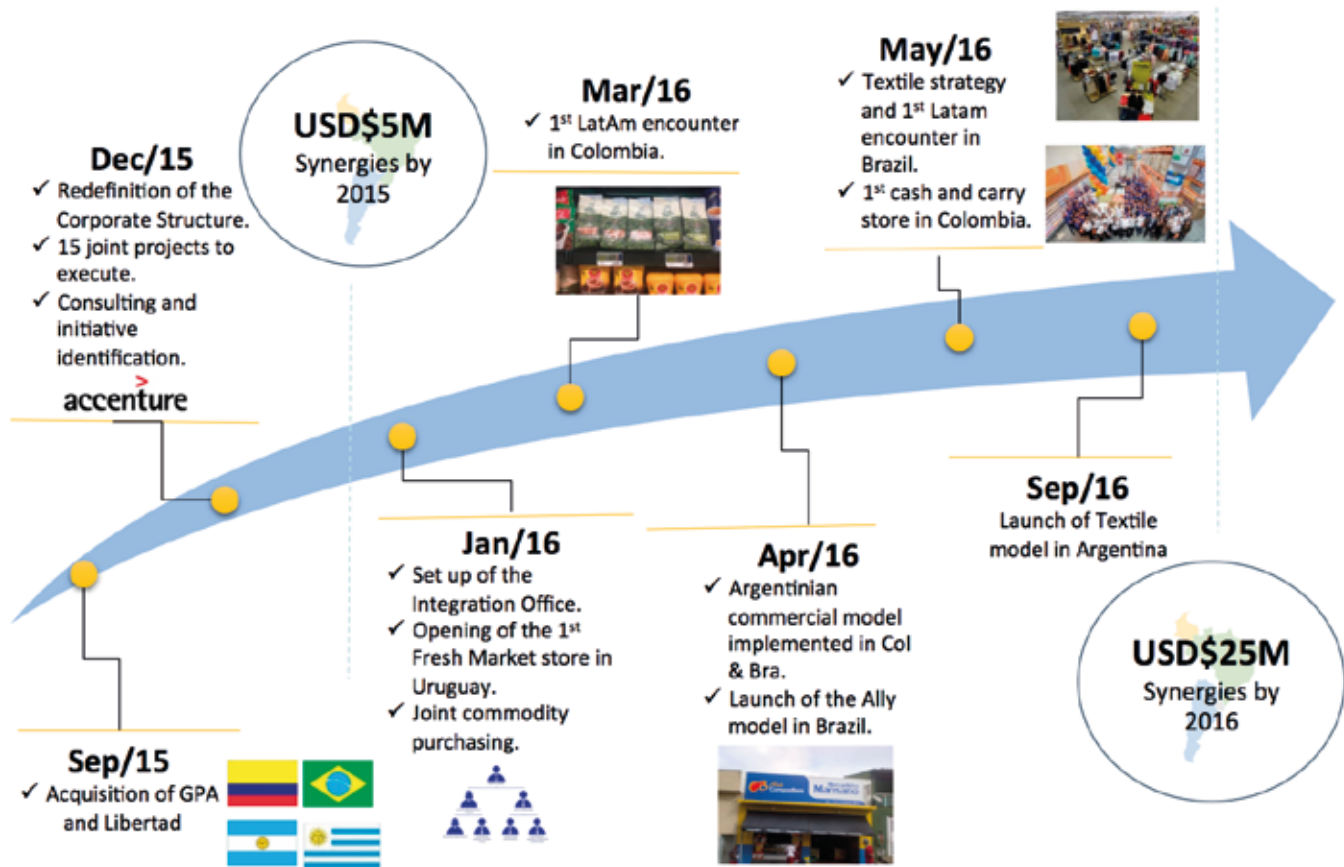 Dec/15
✓ Redefinition of the
Corporate Structure.
✓ 15 joint projects to
execute.
✓ Consulting and
initiative
identification.
>
accenture
USD$5M
Synergies by
2015
Mar/16
✓ 1st LatAm encounter
in Colombia.
May/16
✓ Textile strategy
and 1st Latam
encounter in
Brazil.
✓ 1st cash and carry
store in Colombia.
Sep/15
✓ Acquisition of GPA
and Libertad
Jan/16
✓ Set up of the
Integration Office.
✓ Opening of the 1st
Fresh Market store in
Uruguay.
✓ Joint commodity
purchasing.
Apr/16
✓ Argentinian
commercial model
implemented in Col
& Bra.
✓ Launch of the Ally
model in Brazil.
Sep/16
Launch of Textile
model in Argentina
USD$25M
Synergies by
2016